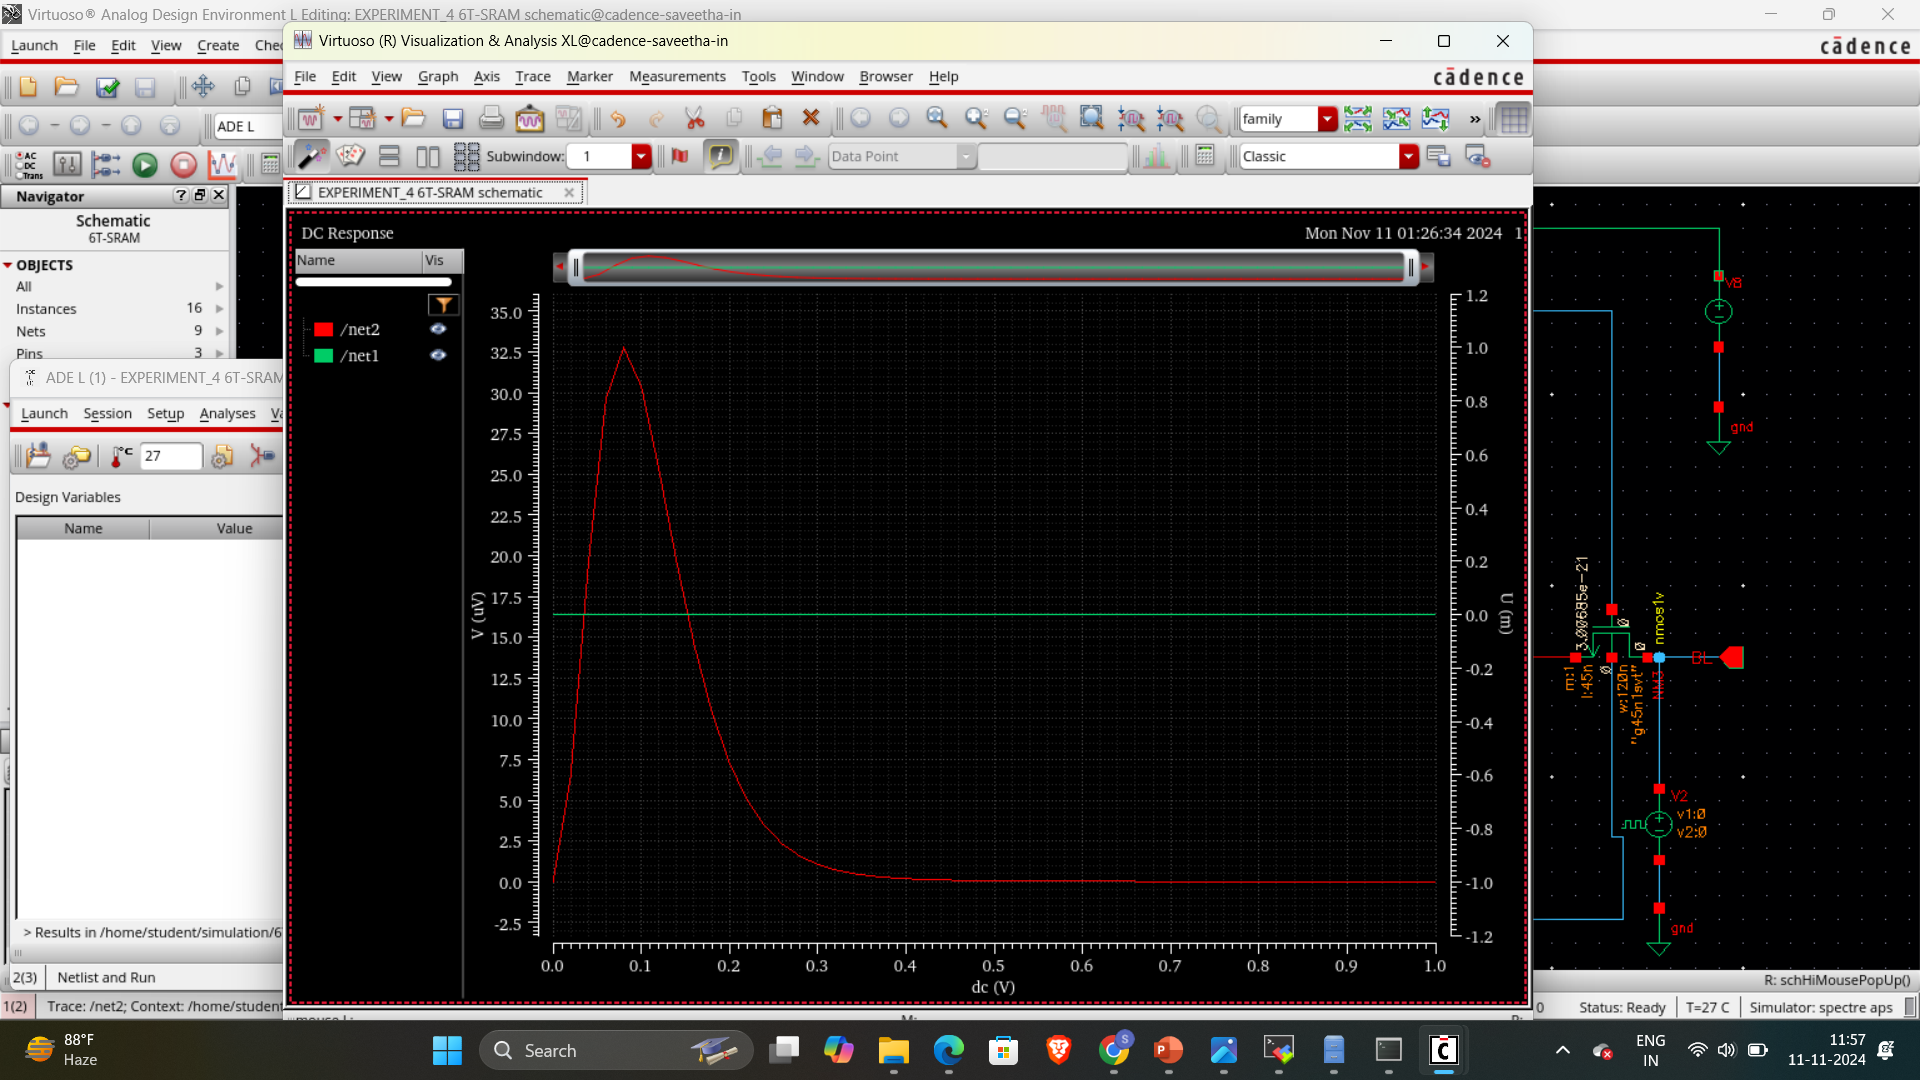 Virtuoso® Analog Design Environment L Editing: EXPERIMENT_4 6T-SRAM schematic@cadence-saveetha-in
Launch File Edit View Create Chec
cādence
Virtuoso (R) Visualization & Analysis XL@cadence-saveetha-in
File Edit View Graph Axis Trace Marker Measurements Tools Window Browser Help
cādence
family
»
ADE L
Subwindow: 1
Data Point
Classic
AC
DC
Trans
EXPERIMENT_4 6T-SRAM schematic
Navigator
Schematic
6T-SRAM
OBJECTS
All
Instances 16
Nets 9
Pins 3
ADE L (1) - EXPERIMENT_4 6T-SRAM
Launch Session Setup Analyses Va
°C 27
Design Variables
Name Value
> Results in /home/student/simulation/6
2(3) Netlist and Run
1(2) Trace: /net2; Context: /home/student
DC Response
Mon Nov 11 01:26:34 2024 1
Name Vis
/net2
/net1
V (uV)
35.0
32.5
30.0
27.5
25.0
22.5
20.0
17.5
15.0
12.5
10.0
7.5
5.0
2.5
0.0
-2.5
1.2
1.0
0.8
0.6
0.4
0.2
0.0
-0.2
-0.4
-0.6
-0.8
-1.0
-1.2
U (m)
0.0 0.1 0.2 0.3 0.4 0.5 0.6 0.7 0.8 0.9 1.0
dc (V)
V8
gnd
3.00685e-21
nmos1v
0
0
0
m:1
l:45n
w:120n
"g45n1svt"
NM3
BL
V2
v1:0
v2:0
gnd
R: schHiMousePopUp()
0 Status: Ready T=27 C Simulator: spectre aps
88°F
Haze
Search
S
ENG
IN
11:57
11-11-2024